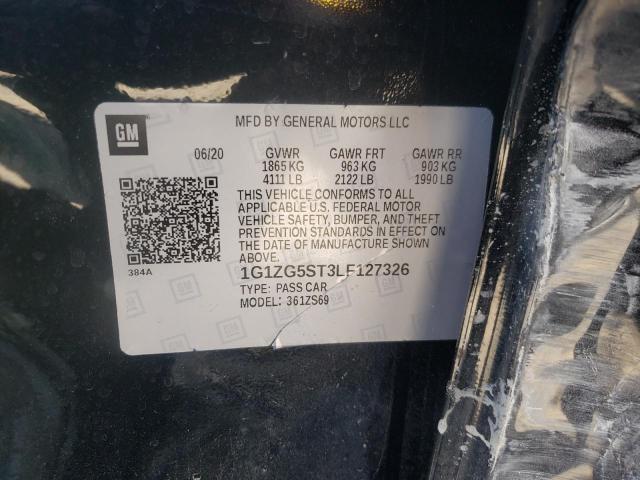 GM
MFD BY GENERAL MOTORS LLC
06/20 GVWR GAWR FRT GAWR RR
1865 KG 963 KG 903 KG
4111 LB 2122 LB 1990 LB
THIS VEHICLE CONFORMS TO ALL
APPLICABLE U.S. FEDERAL MOTOR
VEHICLE SAFETY, BUMPER, AND THEFT
PREVENTION STANDARDS IN EFFECT ON
THE DATE OF MANUFACTURE SHOWN
ABOVE.
384A
1G1ZG5ST3LF127326
TYPE: PASS CAR
MODEL: 361ZS69